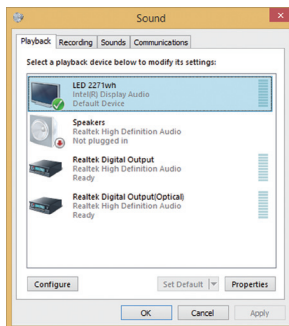 Sound
Playback Recording Sounds Communications
Select a playback device below to modify its settings:
LED 2271wh
Intel(R) Display Audio
Default Device
Speakers
Realtek High Definition Audio
Not plugged in
Realtek Digital Output
Realtek High Definition Audio
Ready
Realtek Digital Output(Optical)
Realtek High Definition Audio
Ready
Configure Set Default Properties
OK Cancel Apply